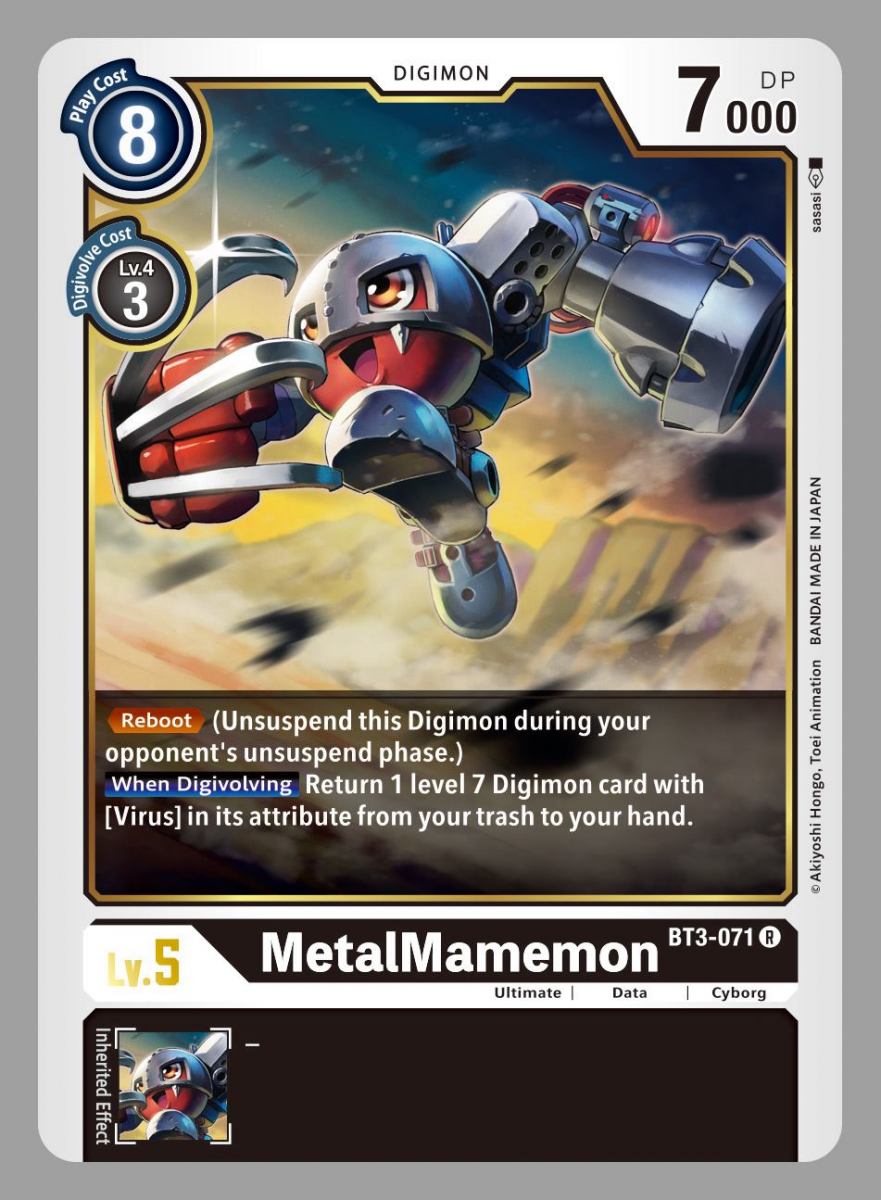 Play Cost
8
DIGIMON
7000
DP
Digivolve Cost
Lv.4
3
sasasi
BANDAI MADE IN JAPAN
© Akiyoshi Hongo, Toei Animation
Reboot (Unsuspend this Digimon during your
opponent's unsuspend phase.)
When Digivolving Return 1 level 7 Digimon card with
[Virus] in its attribute from your trash to your hand.
Lv.5
MetalMamemon
BT3-071 R
Ultimate | Data | Cyborg
Inherited Effect
–